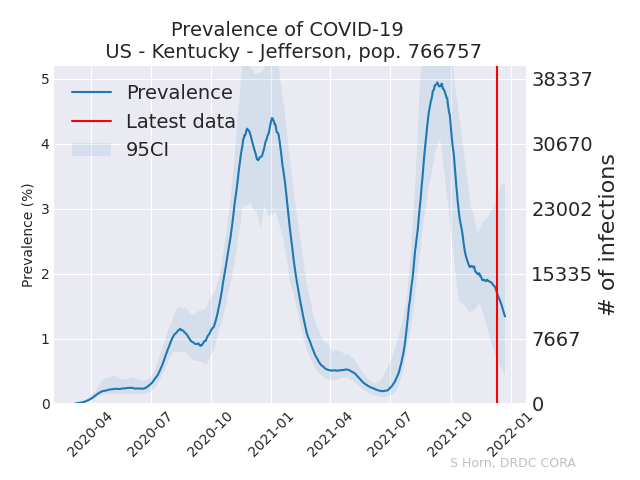 Prevalence of COVID-19
US - Kentucky - Jefferson, pop. 766757
Prevalence
Latest data
95CI
Prevalence (%)
5
4
3
2
1
0
38337
30670
23002
15335
7667
0
# of infections
2020-04
2020-07
2020-10
2021-01
2021-04
2021-07
2021-10
2022-01
S Horn, DRDC CORA